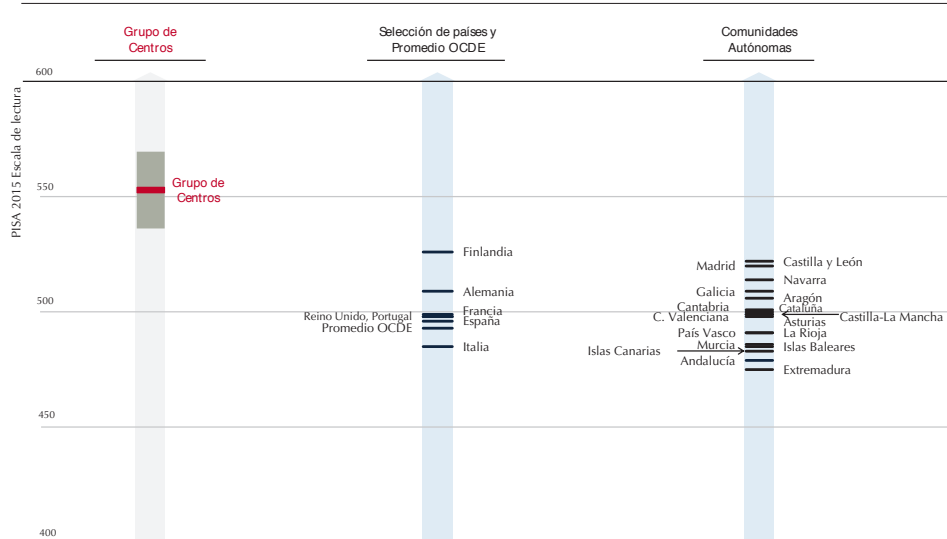 Grupo de
Centros
Selección de países y
Promedio OCDE
Comunidades
Autónomas
PISA 2015 Escala de lectura
600
550
500
450
400
Grupo de
Centros
Finlandia
Alemania
Francia
Reino Unido, Portugal
España
Promedio OCDE
Italia
Castilla y León
Madrid
Navarra
Galicia
Aragón
Cantabria
Cataluña
C. Valenciana
Castilla-La Mancha
Asturias
País Vasco
La Rioja
Murcia
Islas Baleares
Islas Canarias
Andalucía
Extremadura